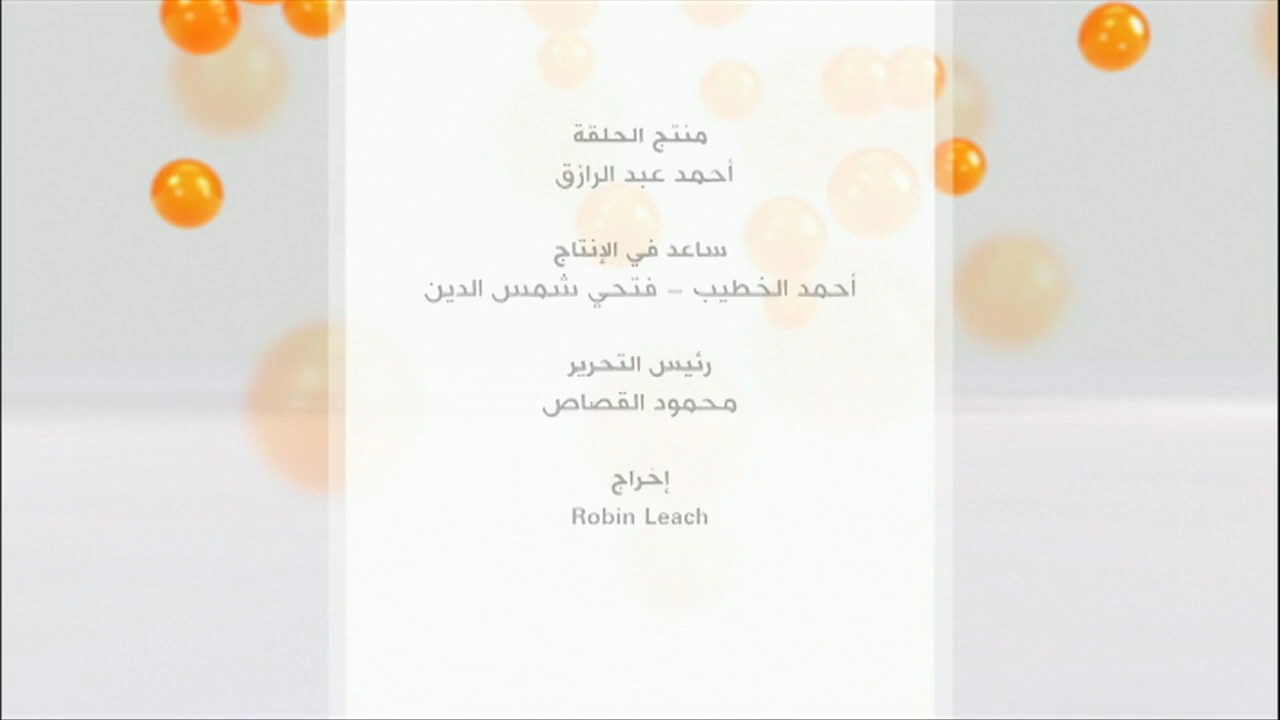 منتج الحلقة
أحمد عبد الرازق
ساعد في الإنتاج
أحمد الخطيب - فتحي شمس الدين
رئيس التحرير
محمود القصاص
إخراج
Robin Leach